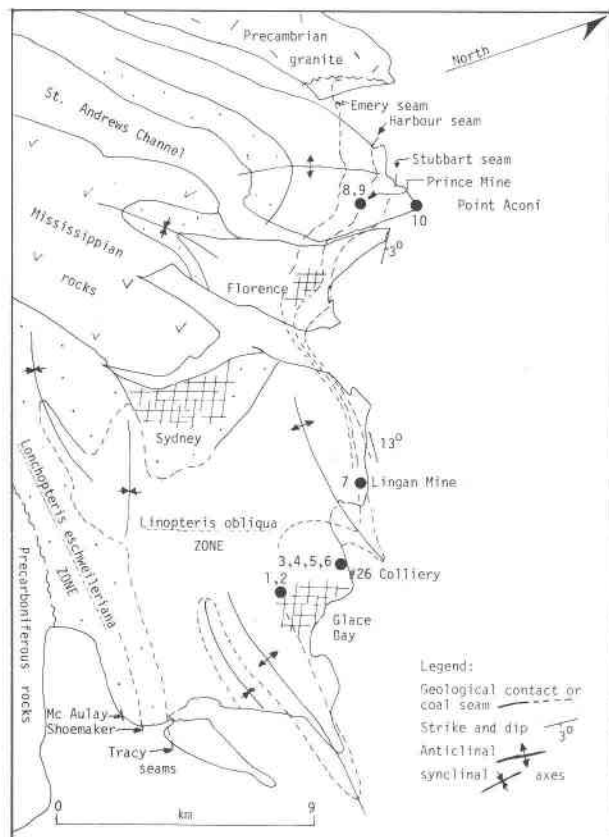 Precambrian
granite
North
Emery seam
Harbour seam
St. Andrews Channel
Stubbart seam
Prince Mine
8,9
10
Point Aconi
Mississippian
rocks
3°
Florence
Sydney
13°
7
Lingan Mine
Lonchopteris eschweileriana
ZONE
Linopteris obliqua
ZONE
3,4,5,6
#26 Colliery
1,2
Glace
Bay
Precarboniferous rocks
Legend:
Geological contact or
coal seam
Strike and dip
3°
Anticlinal
synclinal
axes
Mc Aulay
Shoemaker
Tracy
seams
0
9
km